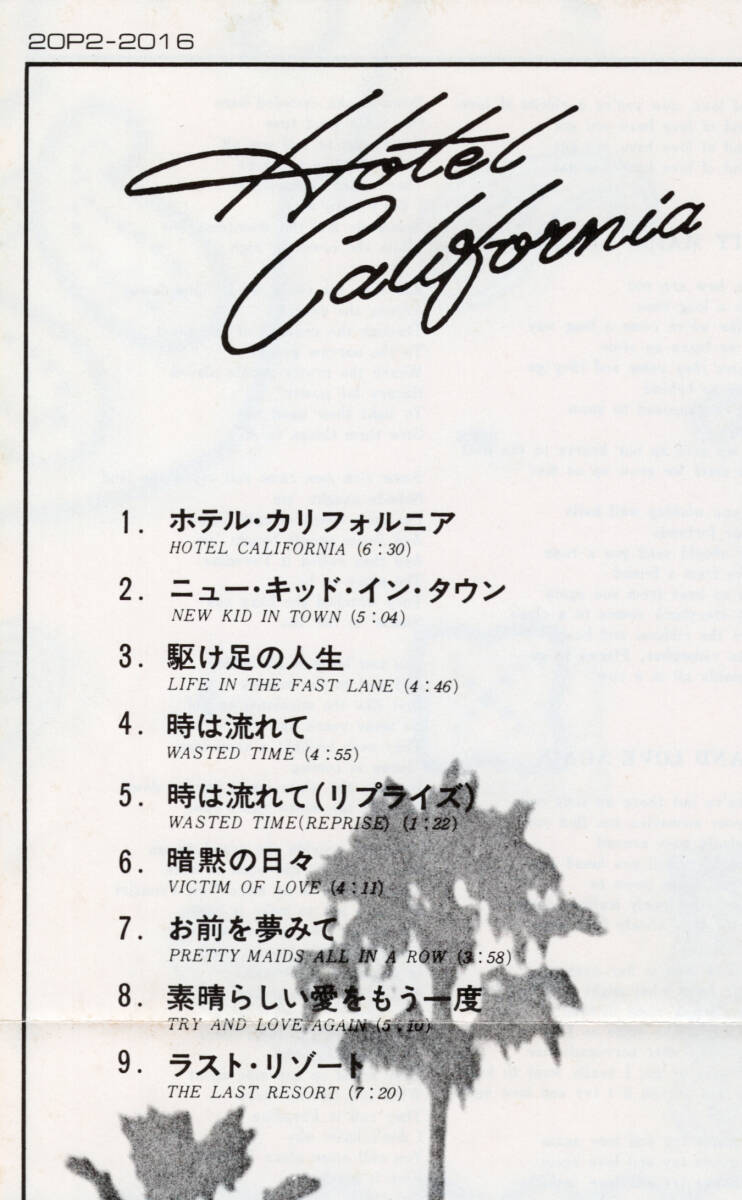 20P2-2016
Hotel
California
1. ホテル・カリフォルニア
HOTEL CALIFORNIA (6:30)
2. ニュー・キッド・イン・タウン
NEW KID IN TOWN (5:04)
3. 駆け足の人生
LIFE IN THE FAST LANE (4:46)
4. 時は流れて
WASTED TIME (4:55)
5. 時は流れて(リプライズ)
WASTED TIME(REPRISE) (1:22)
6. 暗黙の日々
VICTIM OF LOVE (4:11)
7. お前を夢みて
PRETTY MAIDS ALL IN A ROW (3:58)
8. 素晴らしい愛をもう一度
TRY AND LOVE AGAIN (5:10)
9. ラスト・リゾート
THE LAST RESORT (7:20)